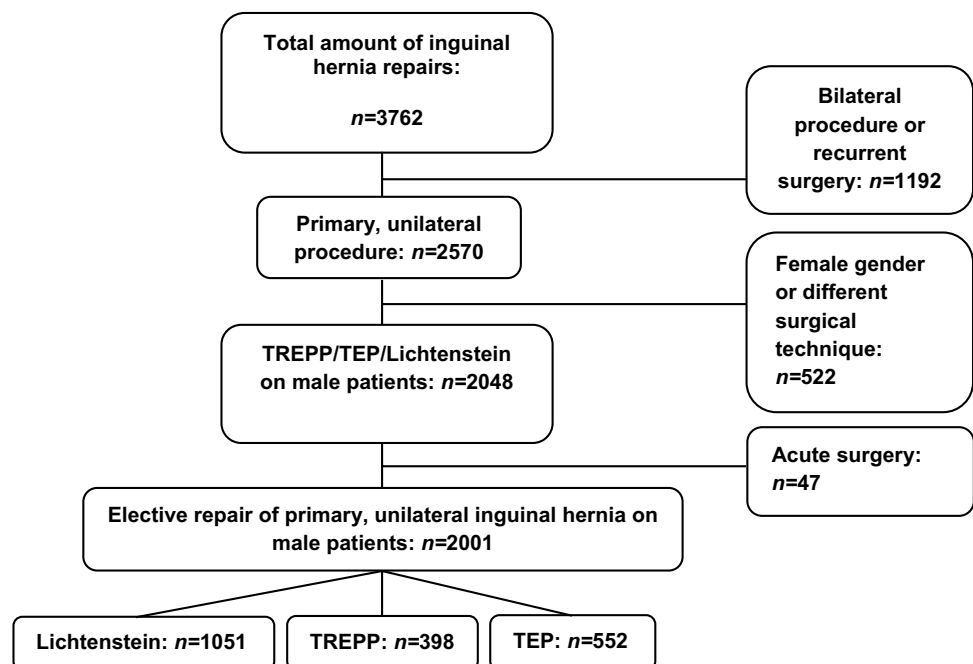 Total amount of inguinal
hernia repairs:
n=3762
Bilateral
procedure or
recurrent
surgery: n=1192
Primary, unilateral
procedure: n=2570
Female gender
or different
surgical
technique:
n=522
TREPP/TEP/Lichtenstein
on male patients: n=2048
Acute surgery:
n=47
Elective repair of primary, unilateral inguinal hernia on
male patients: n=2001
Lichtenstein: n=1051
TREPP: n=398
TEP: n=552